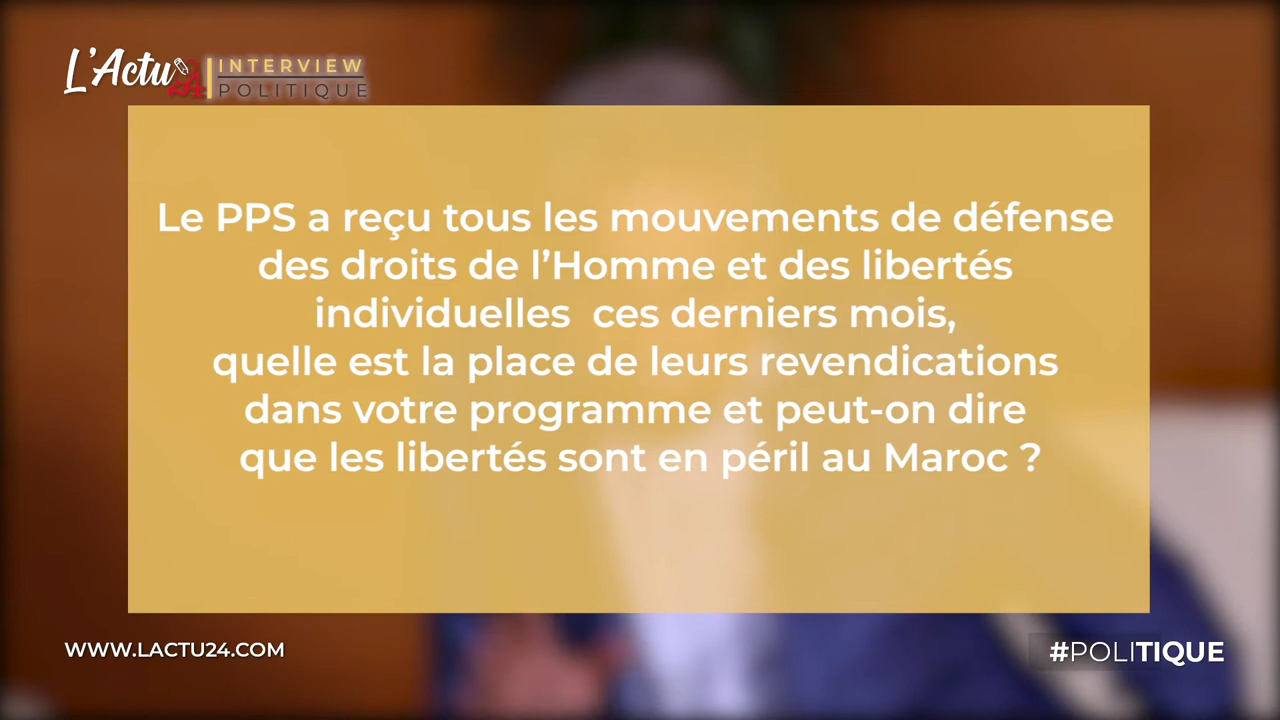 L'Actu
INTERVIEW
POLITIQUE
Le PPS a reçu tous les mouvements de défense
des droits de l’Homme et des libertés
individuelles  ces derniers mois,
quelle est la place de leurs revendications
dans votre programme et peut-on dire
que les libertés sont en péril au Maroc ?
WWW.LACTU24.COM
#POLITIQUE